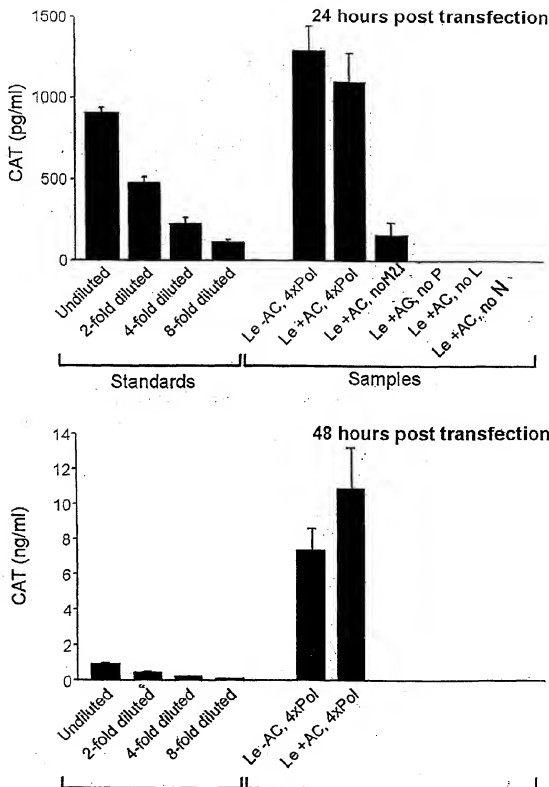 24 hours post transfection
1500
1000
500
0
CAT (pg/ml)
Undiluted
2-fold diluted
4-fold diluted
8-fold diluted
Le -AC, 4xPol
Le +AC, 4xPol
Le +AC, noM21
Le +AG, no P
Le +AC, no L
Le +AC, no N
Standards
Samples
48 hours post transfection
14
12
10
8
6
4
2
0
CAT (ng/ml)
Undiluted
2-fold diluted
4-fold diluted
8-fold diluted
Le -AC, 4xPol
Le +AC, 4xPol